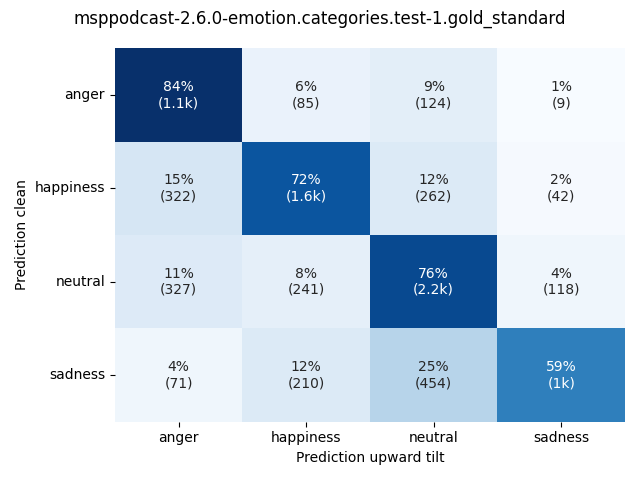 msppodcast-2.6.0-emotion.categories.test-1.gold_standard
Prediction clean
anger
84% 6% 9% 1%
(1.1k) (85) (124) (9)
happiness
15% 72% 12% 2%
(322) (1.6k) (262) (42)
neutral
11% 8% 76% 4%
(327) (241) (2.2k) (118)
sadness
4% 12% 25% 59%
(71) (210) (454) (1k)
anger happiness neutral sadness
Prediction upward tilt